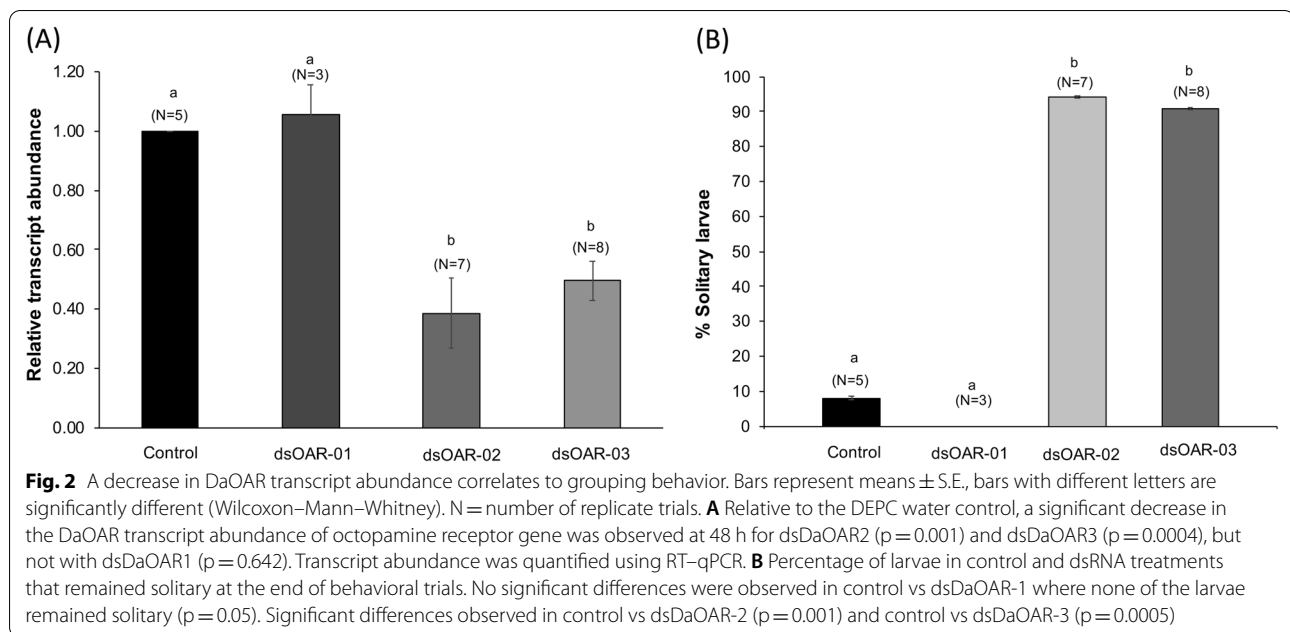 (A)
Relative transcript abundance
1.20
1.00
0.80
0.60
0.40
0.20
0.00
a
(N=5)
a
(N=3)
b
(N=7)
b
(N=8)
Control
dsOAR-01
dsOAR-02
dsOAR-03
(B)
% Solitary larvae
100
90
80
70
60
50
40
30
20
10
0
a
(N=5)
a
(N=3)
b
(N=7)
b
(N=8)
Control
dsOAR-01
dsOAR-02
dsOAR-03
Fig. 2 A decrease in DaOAR transcript abundance correlates to grouping behavior. Bars represent means ± S.E., bars with different letters are
significantly different (Wilcoxon–Mann–Whitney). N = number of replicate trials. A Relative to the DEPC water control, a significant decrease in
the DaOAR transcript abundance of octopamine receptor gene was observed at 48 h for dsDaOAR2 (p = 0.001) and dsDaOAR3 (p = 0.0004), but
not with dsDaOAR1 (p = 0.642). Transcript abundance was quantified using RT–qPCR. B Percentage of larvae in control and dsRNA treatments
that remained solitary at the end of behavioral trials. No significant differences were observed in control vs dsDaOAR-1 where none of the larvae
remained solitary (p = 0.05). Significant differences observed in control vs dsDaOAR-2 (p = 0.001) and control vs dsDaOAR-3 (p = 0.0005)